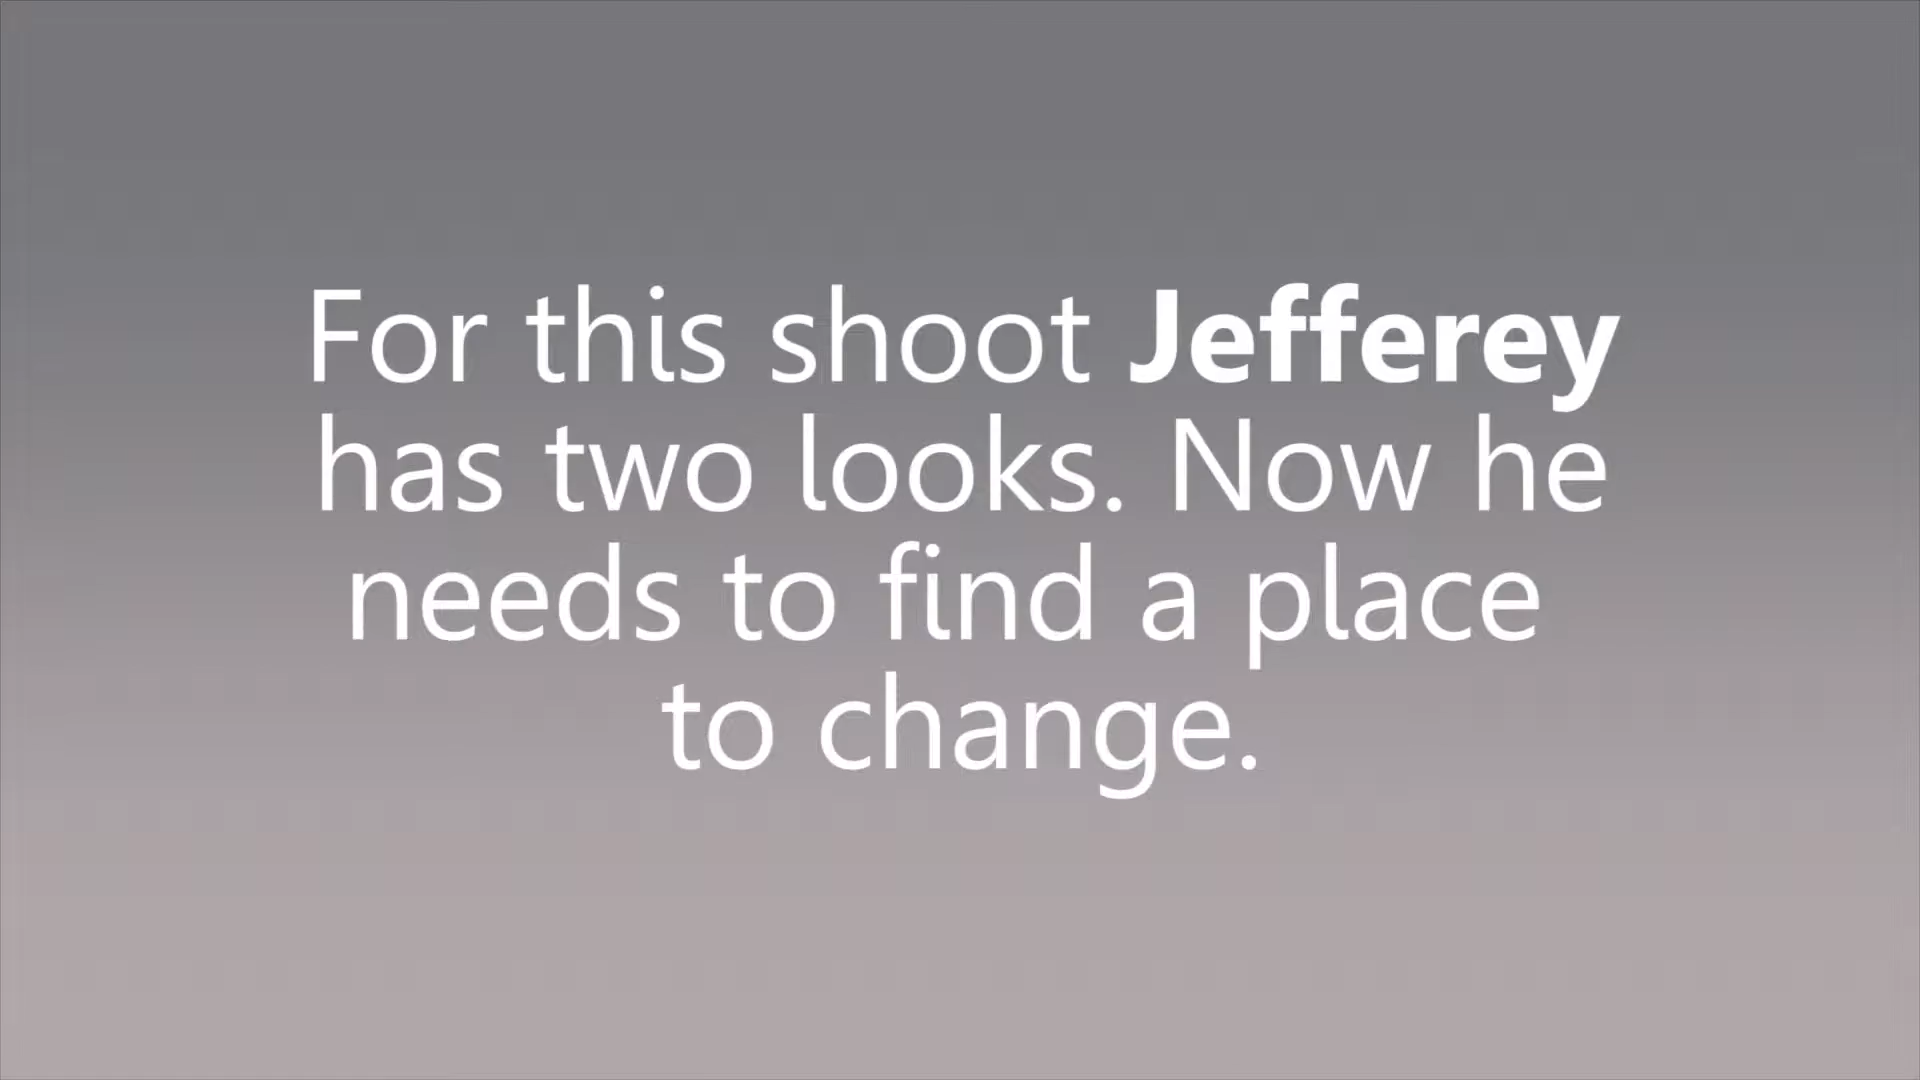 For this shoot Jefferey
has two looks. Now he
needs to find a place
to change.